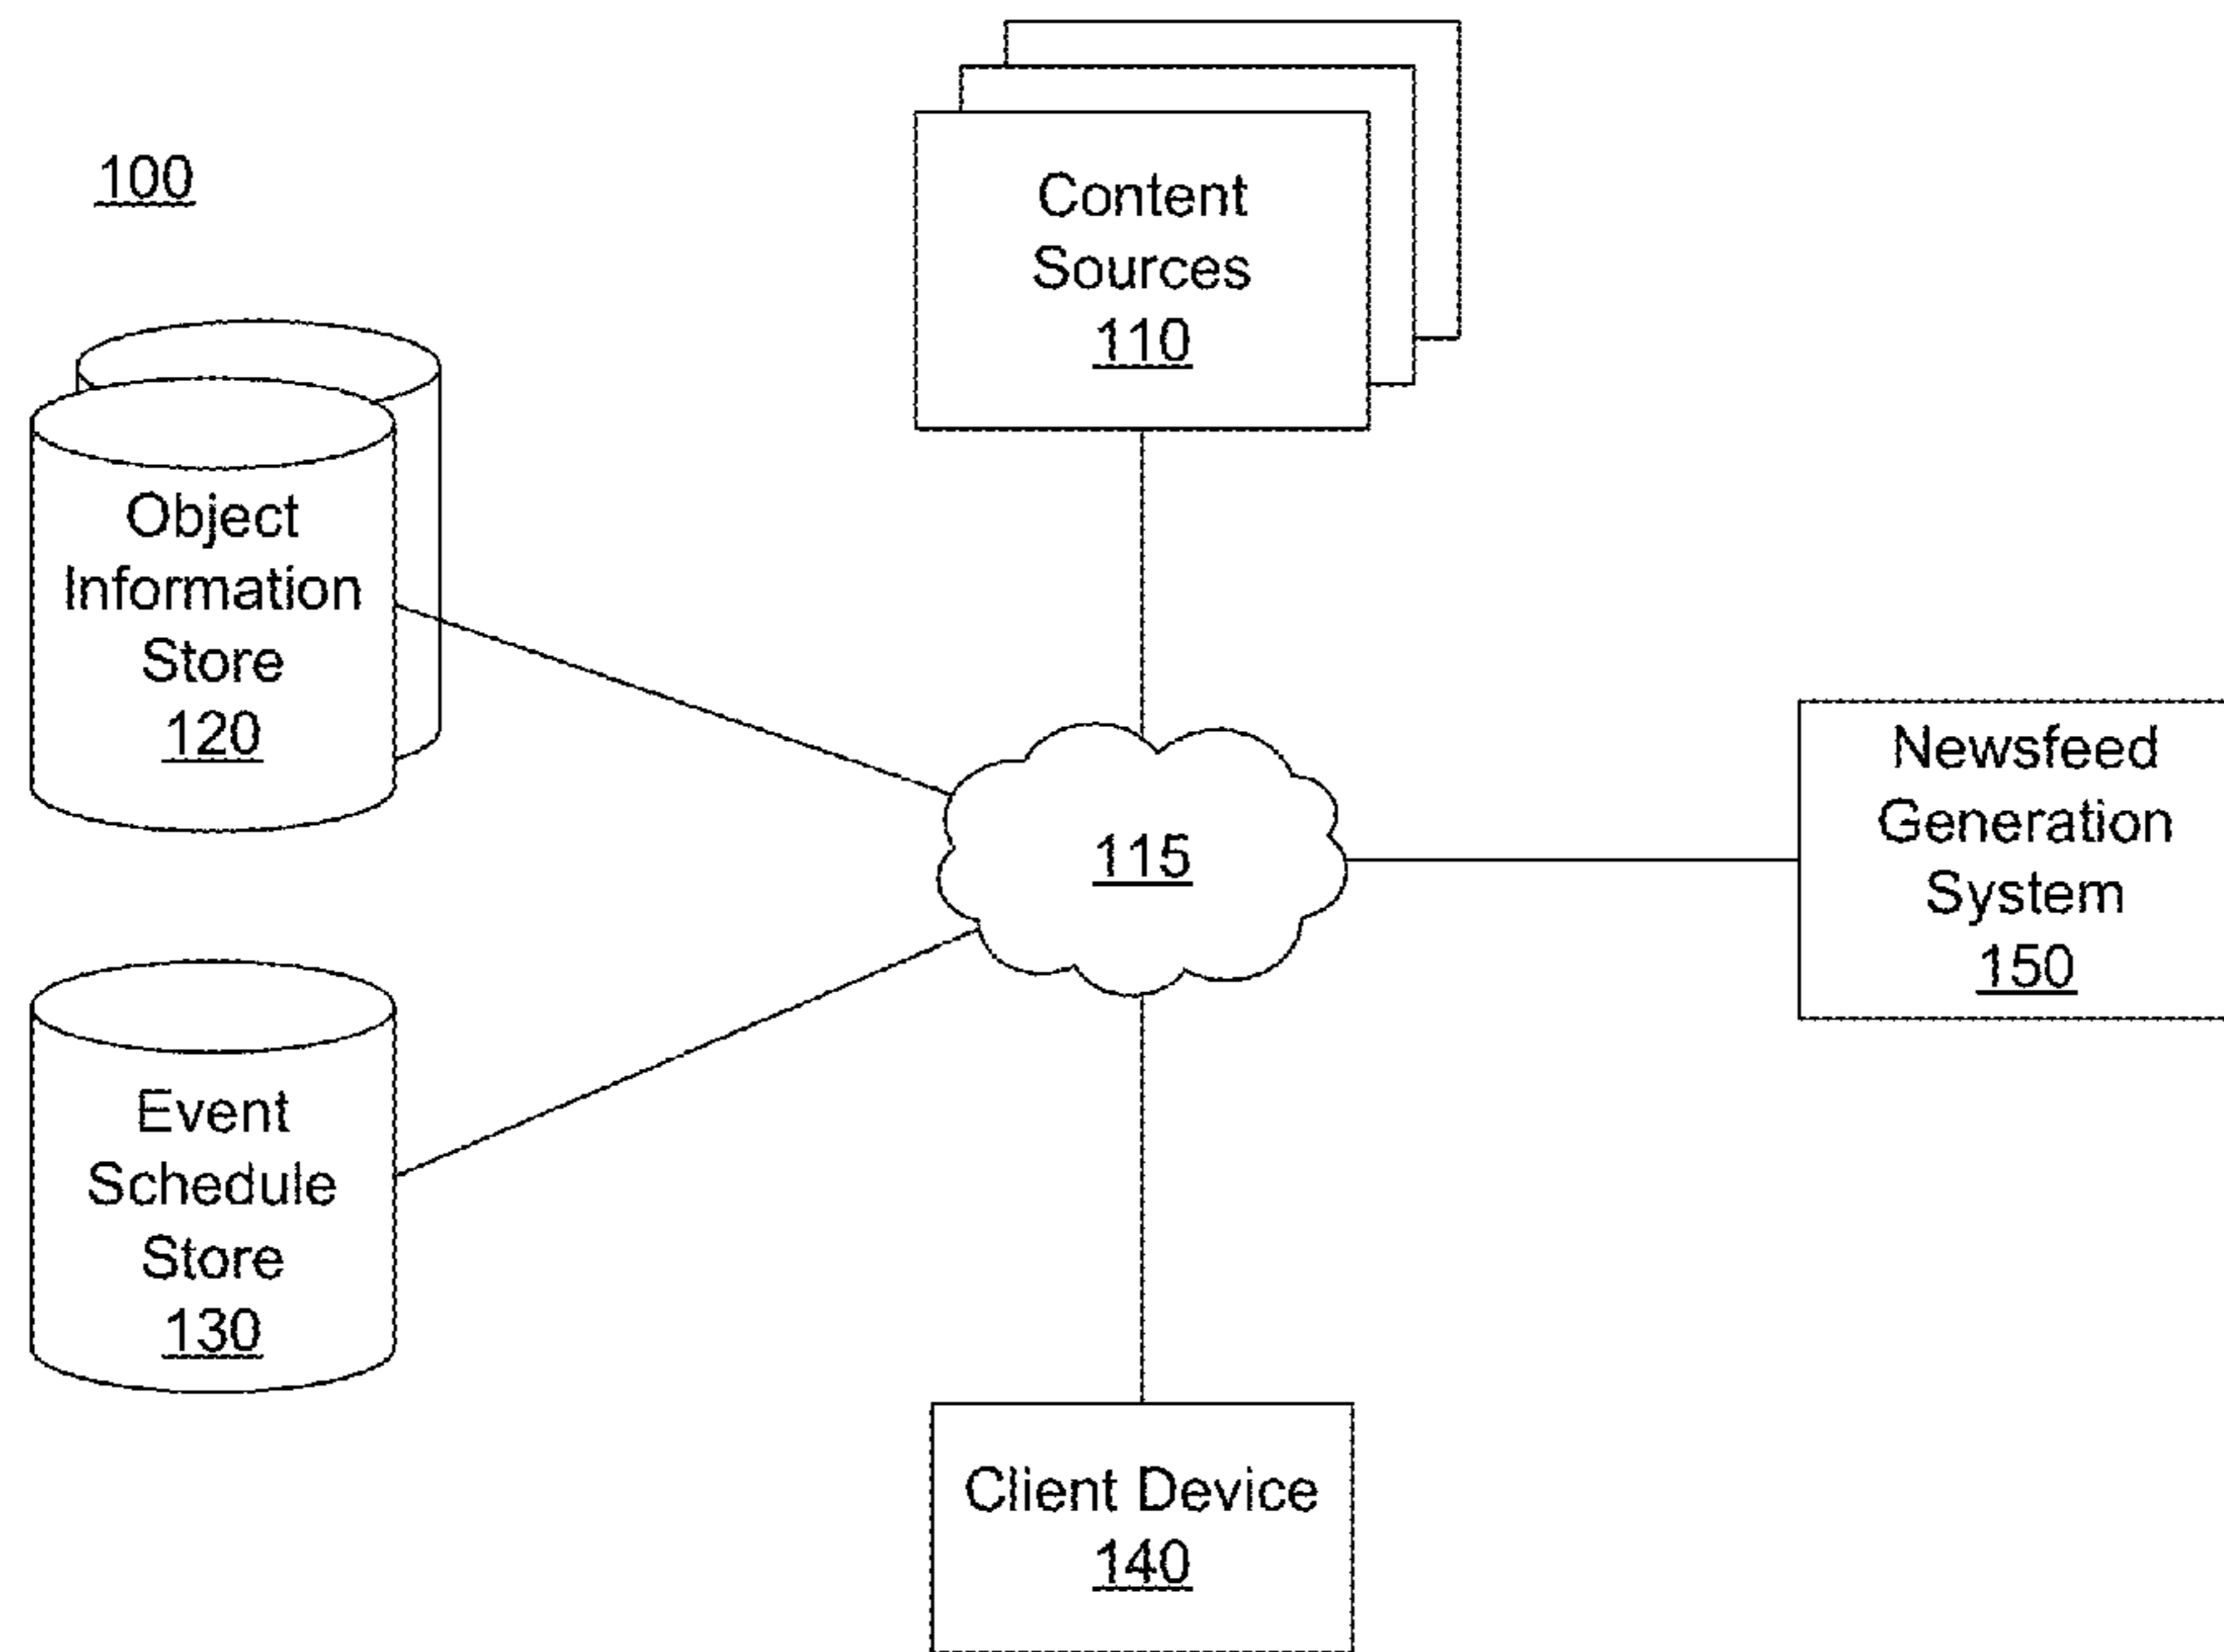 100
Content
Sources
110
Object
Information
Store
120
115
Newsfeed
Generation
System
150
Event
Schedule
Store
130
Client Device
140